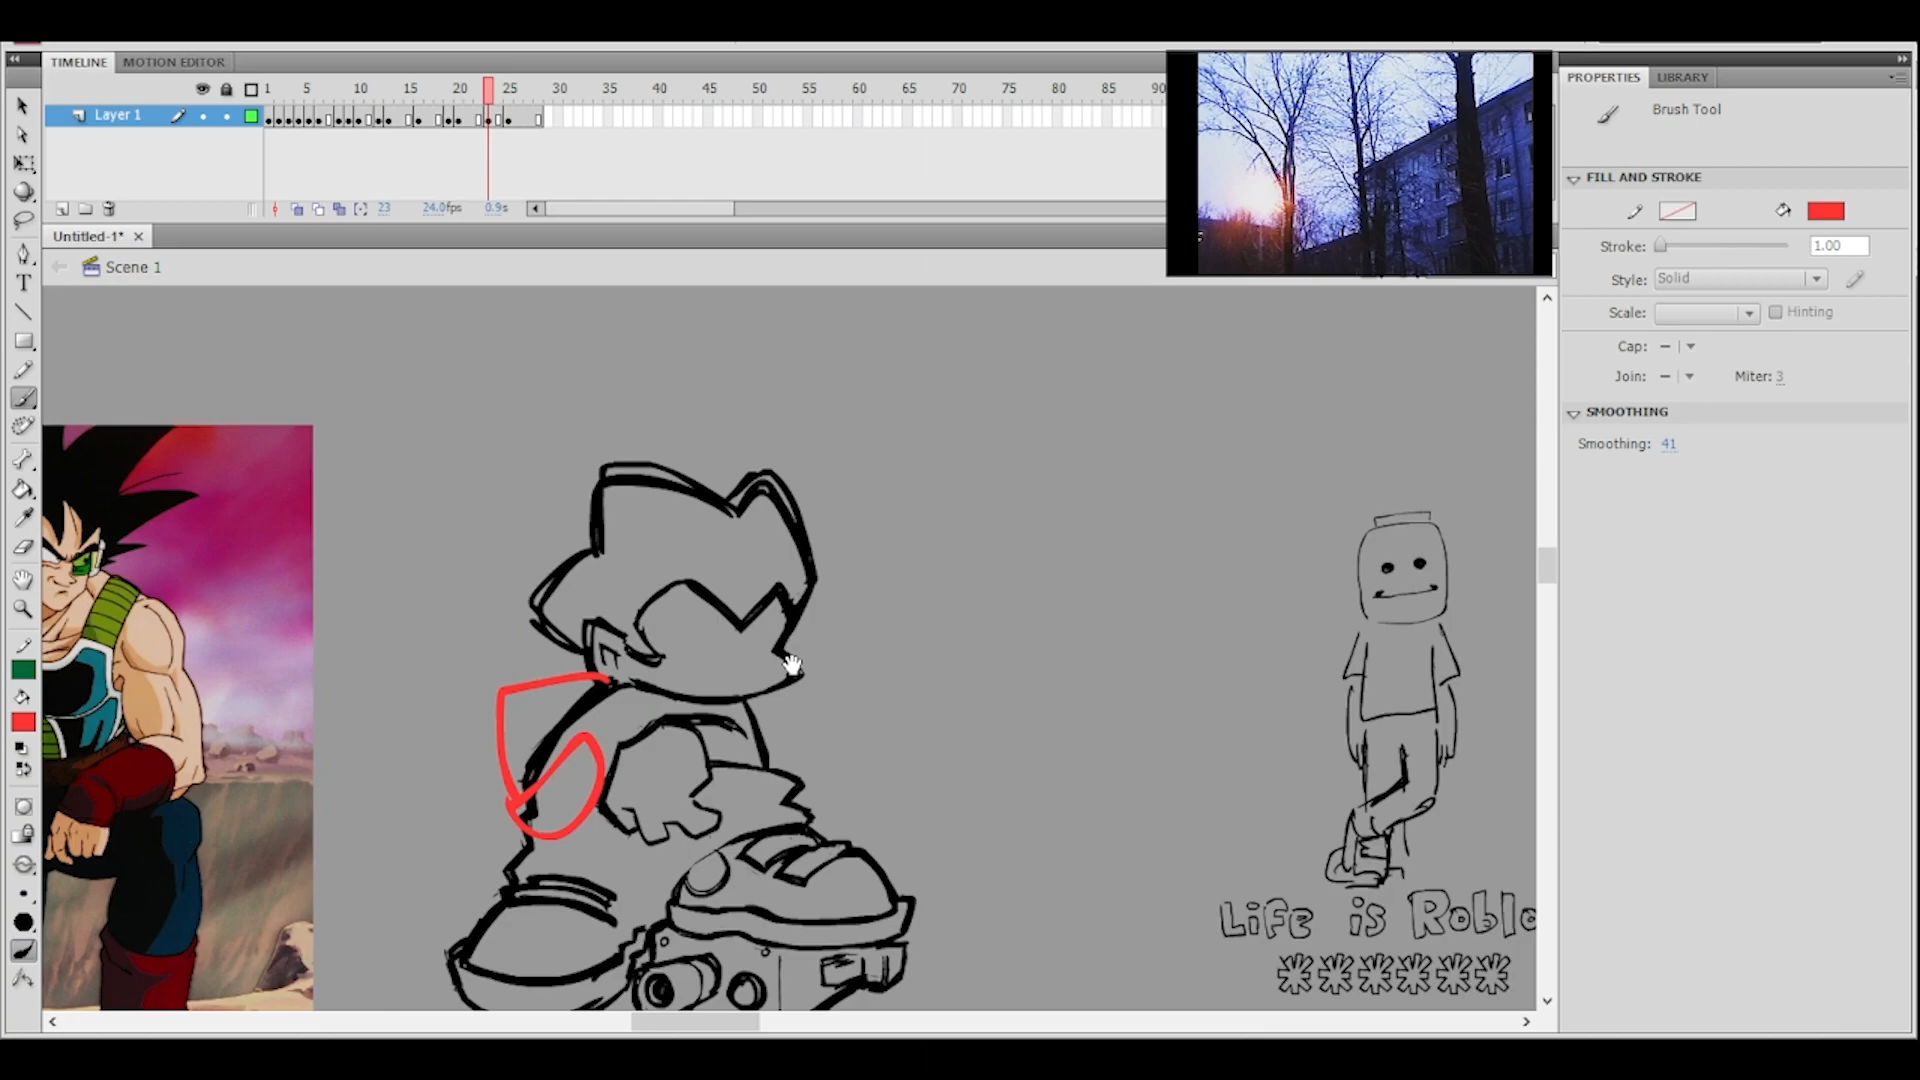 TIMELINE MOTION EDITOR
1 5 10 15 20 25 30 35 40 45 50 55 60 65 70 75 80 85 90
Layer 1
23 24.0fps 0.9s
Untitled-1*
Scene 1
PROPERTIES LIBRARY
Brush Tool
FILL AND STROKE
Stroke: 1.00
Style: Solid
Scale: Hinting
Cap:
Join: Miter: 3
SMOOTHING
Smoothing: 41
Life is Roblo